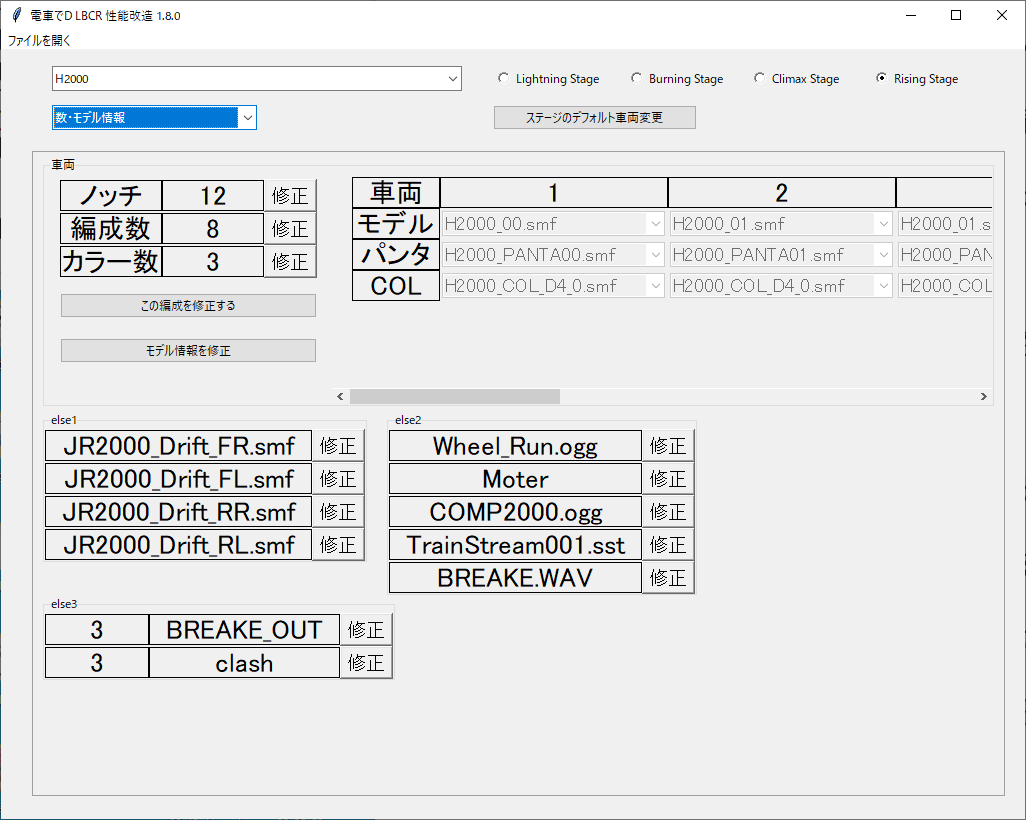 電車でD LBCR 性能改造 1.8.0
ファイルを開く
H2000 Lightning Stage Burning Stage Climax Stage Rising Stage
数・モデル情報 ステージのデフォルト車両変更
車両
ノッチ 12 修正
編成数 8 修正
カラー数 3 修正
この編成を修正する
モデル情報を修正
車両 1 2
モデル H2000_00.smf H2000_01.smf H2000_01.s
パンタ H2000_PANTA00.smf H2000_PANTA01.smf H2000_PAN
COL H2000_COL_D4_0.smf H2000_COL_D4_0.smf H2000_COL
else1
JR2000_Drift_FR.smf 修正
JR2000_Drift_FL.smf 修正
JR2000_Drift_RR.smf 修正
JR2000_Drift_RL.smf 修正
else2
Wheel_Run.ogg 修正
Moter 修正
COMP2000.ogg 修正
TrainStream001.sst 修正
BREAKE.WAV 修正
else3
3 BREAKE_OUT 修正
3 clash 修正